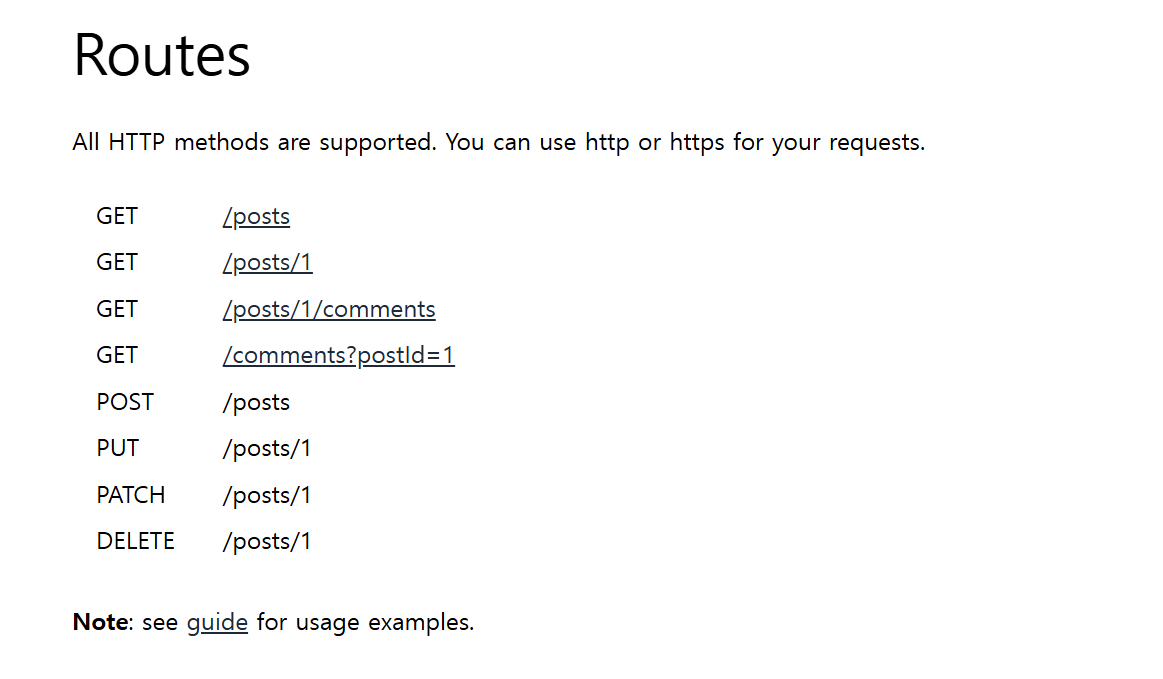 Routes
All HTTP methods are supported. You can use http or https for your requests.
GET /posts
GET /posts/1
GET /posts/1/comments
GET /comments?postId=1
POST /posts
PUT /posts/1
PATCH /posts/1
DELETE /posts/1
Note: see guide for usage examples.